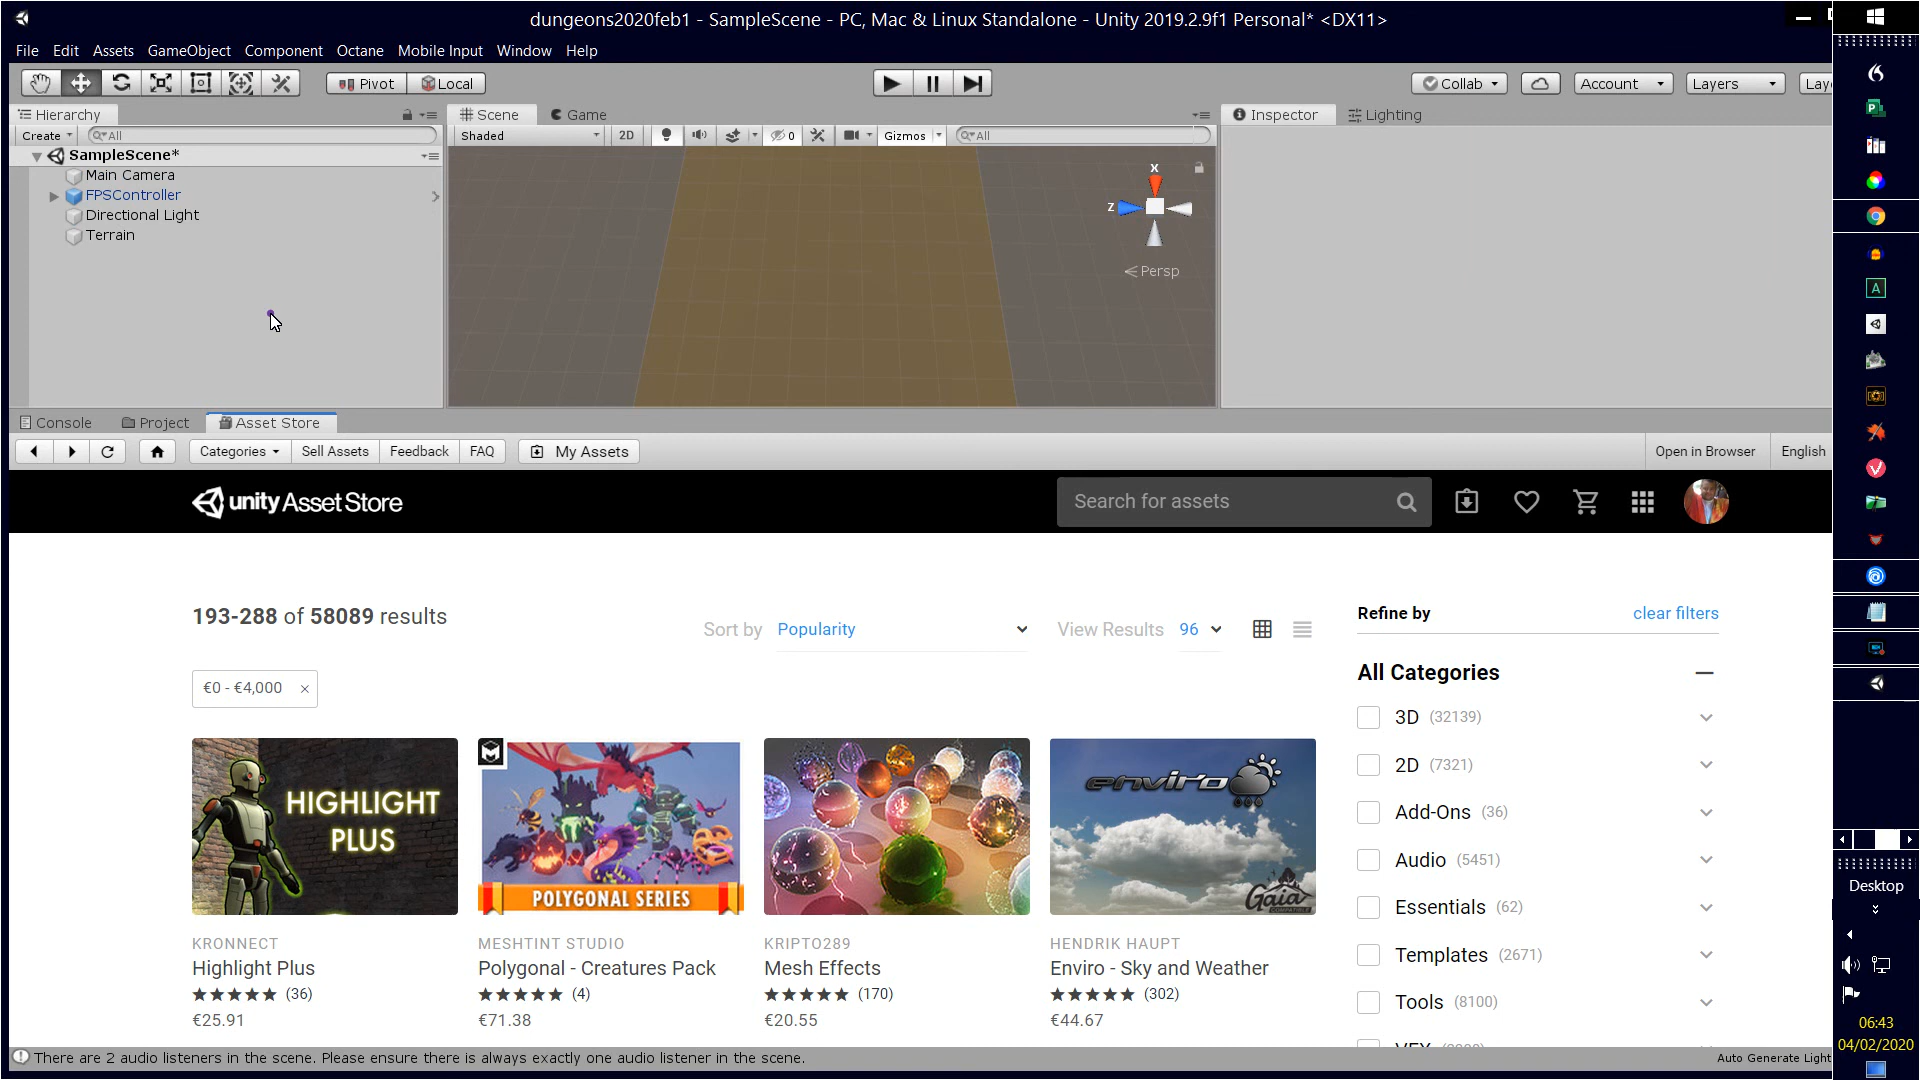 dungeons2020feb1 - SampleScene - PC, Mac & Linux Standalone - Unity 2019.2.9f1 Personal* <DX11>
File Edit Assets GameObject Component Octane Mobile Input Window Help
Pivot Local Collab Account Layers Lay
Hierarchy
Create All
SampleScene*
Main Camera
FPSController
Directional Light
Terrain
Scene Game
Shaded 2D 0 Gizmos All
x
z
Persp
Inspector Lighting
Console Project Asset Store
Categories Sell Assets Feedback FAQ My Assets Open in Browser English
unity Asset Store Search for assets
193-288 of 58089 results
Sort by Popularity View Results 96
€0 - €4,000 ×
HIGHLIGHT
PLUS
POLYGONAL SERIES
enviro
Gaia
KRONNECT
Highlight Plus
(36)
€25.91
MESHTINT STUDIO
Polygonal - Creatures Pack
(4)
€71.38
KRIPTO289
Mesh Effects
(170)
€20.55
HENDRIK HAUPT
Enviro - Sky and Weather
(302)
€44.67
Refine by clear filters
All Categories
3D (32139)
2D (7321)
Add-Ons (36)
Audio (5451)
Essentials (62)
Templates (2671)
Tools (8100)
VFX
There are 2 audio listeners in the scene. Please ensure there is always exactly one audio listener in the scene.
Auto Generate Light
Desktop
06:43
04/02/2020